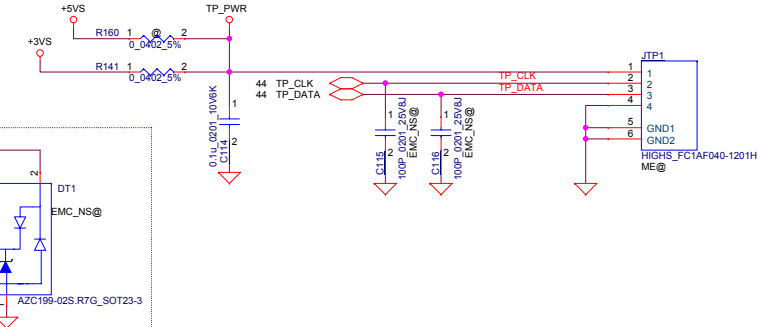 +5VS
TP_PWR
R160 1 @ 2
0_0402_5%
+3VS
R141 1 2
0_0402_5%
JTP1
1 1
TP_CLK
2 2
44 TP_CLK
TP_DATA
3 3
44 TP_DATA
4 4
5 GND1
6 GND2
HIGHS_FC1AF040-1201H
ME@
1
2
0.1u_0201_10V6K
C114
1
2
C115
100P_0201_25V8J
EMC_NS@
1
2
C116
100P_0201_25V8J
EMC_NS@
2
DT1
EMC_NS@
AZC199-02S.R7G_SOT23-3